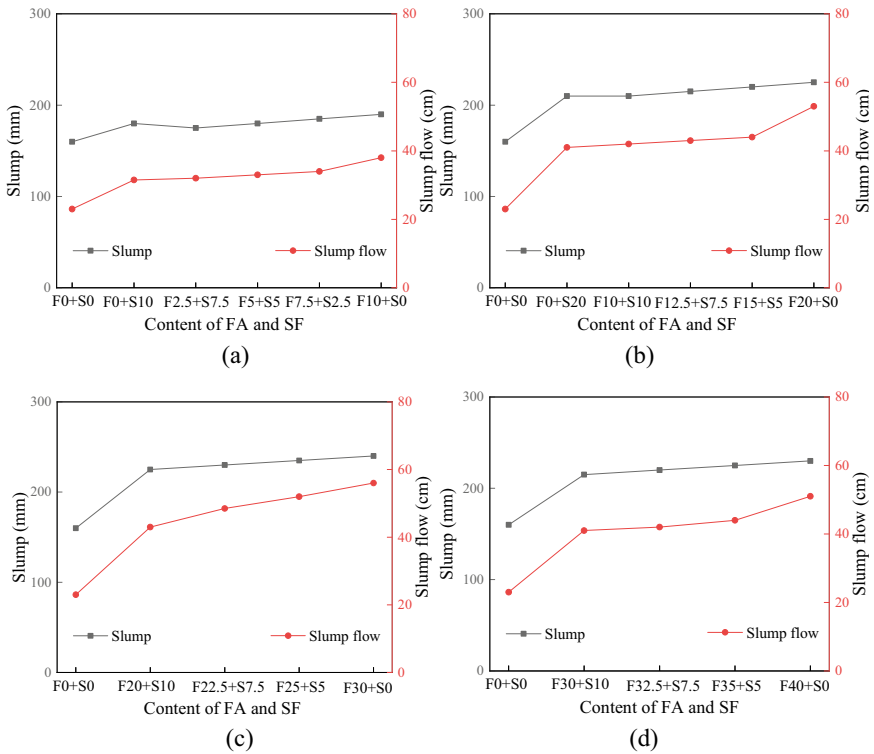 300
200
100
0
Slump (mm)
80
60
40
20
0
Slump flow (cm)
Slump
Slump flow
F0+S0 F0+S10 F2.5+S7.5 F5+S5 F7.5+S2.5 F10+S0
Content of FA and SF
(a)
300
200
100
0
Slump (mm)
80
60
40
20
0
Slump flow (cm)
Slump
Slump flow
F0+S0 F0+S20 F10+S10 F12.5+S7.5 F15+S5 F20+S0
Content of FA and SF
(b)
300
200
100
0
Slump (mm)
80
60
40
20
0
Slump flow (cm)
Slump
Slump flow
F0+S0 F20+S10 F22.5+S7.5 F25+S5 F30+S0
Content of FA and SF
(c)
300
200
100
0
Slump (mm)
80
60
40
20
0
Slump flow (cm)
Slump
Slump flow
F0+S0 F30+S10 F32.5+S7.5 F35+S5 F40+S0
Content of FA and SF
(d)